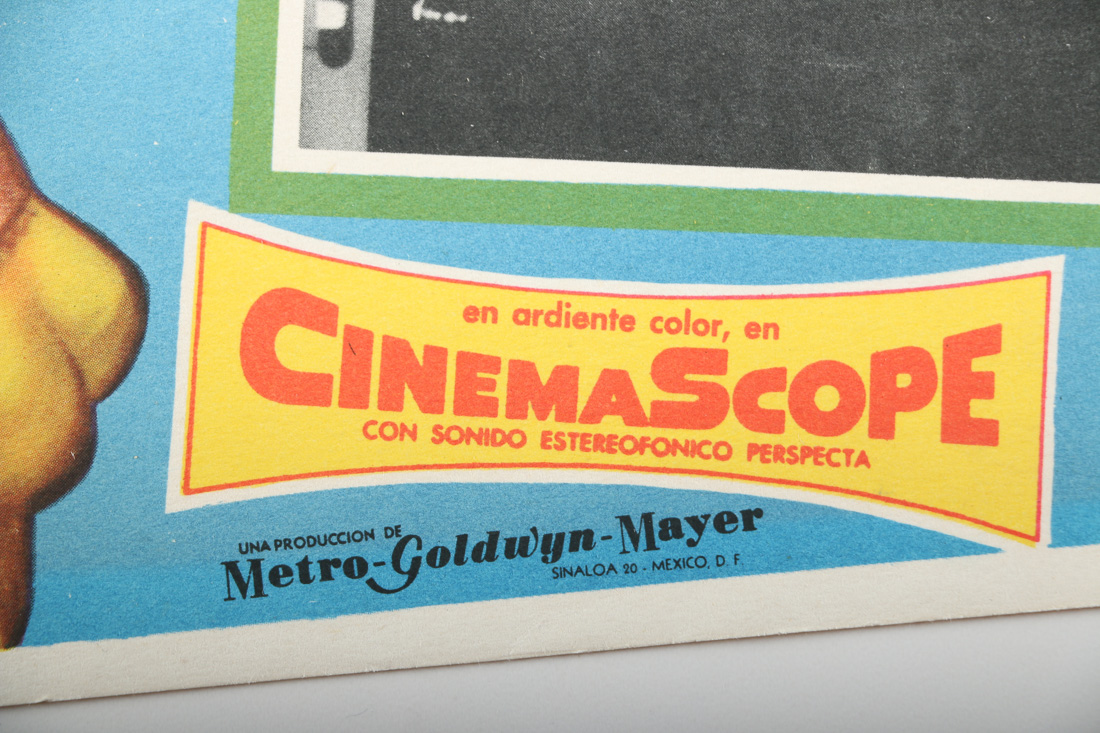 en ardiente color, en
CINEMASCOPE
CON SONIDO ESTEREOFONICO PERSPECTA
UNA PRODUCCION DE
Metro-Goldwyn-Mayer
SINALOA 20 - MEXICO, D. F.